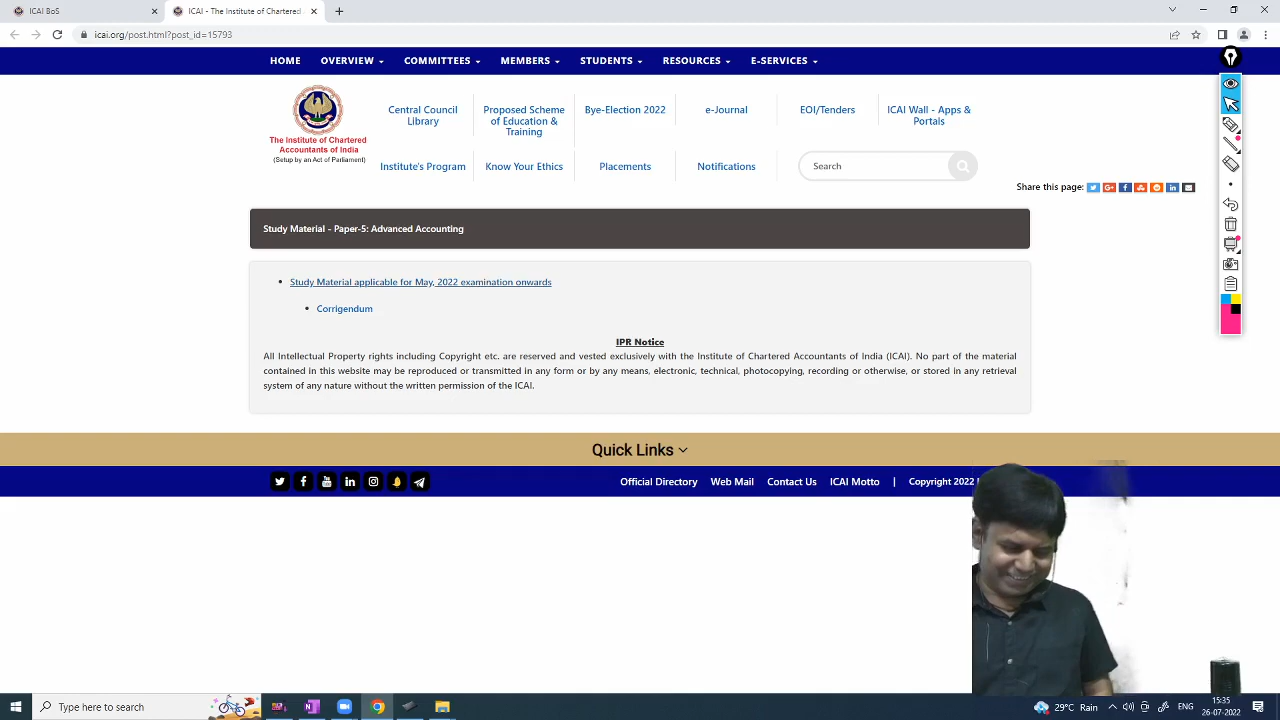 ICAI BoS
ICAI - The Institute of Chartered
icai.org/post.html?post_id=15793
HOME OVERVIEW COMMITTEES MEMBERS STUDENTS RESOURCES E-SERVICES
The Institute of Chartered
Accountants of India
(Setup by an Act of Parliament)
Central Council
Library
Proposed Scheme
of Education &
Training
Bye-Election 2022
e-Journal
EOI/Tenders
ICAI Wall - Apps &
Portals
Institute's Program
Know Your Ethics
Placements
Notifications
Search
Share this page:
Study Material - Paper-5: Advanced Accounting
Study Material applicable for May, 2022 examination onwards
Corrigendum
IPR Notice
All Intellectual Property rights including Copyright etc. are reserved and vested exclusively with the Institute of Chartered Accountants of India (ICAI). No part of the material
contained in this website may be reproduced or transmitted in any form or by any means, electronic, technical, photocopying, recording or otherwise, or stored in any retrieval
system of any nature without the written permission of the ICAI.
Quick Links
Official Directory Web Mail Contact Us ICAI Motto | Copyright 2022
Type here to search
29°C Rain
ENG
15:35
26-07-2022